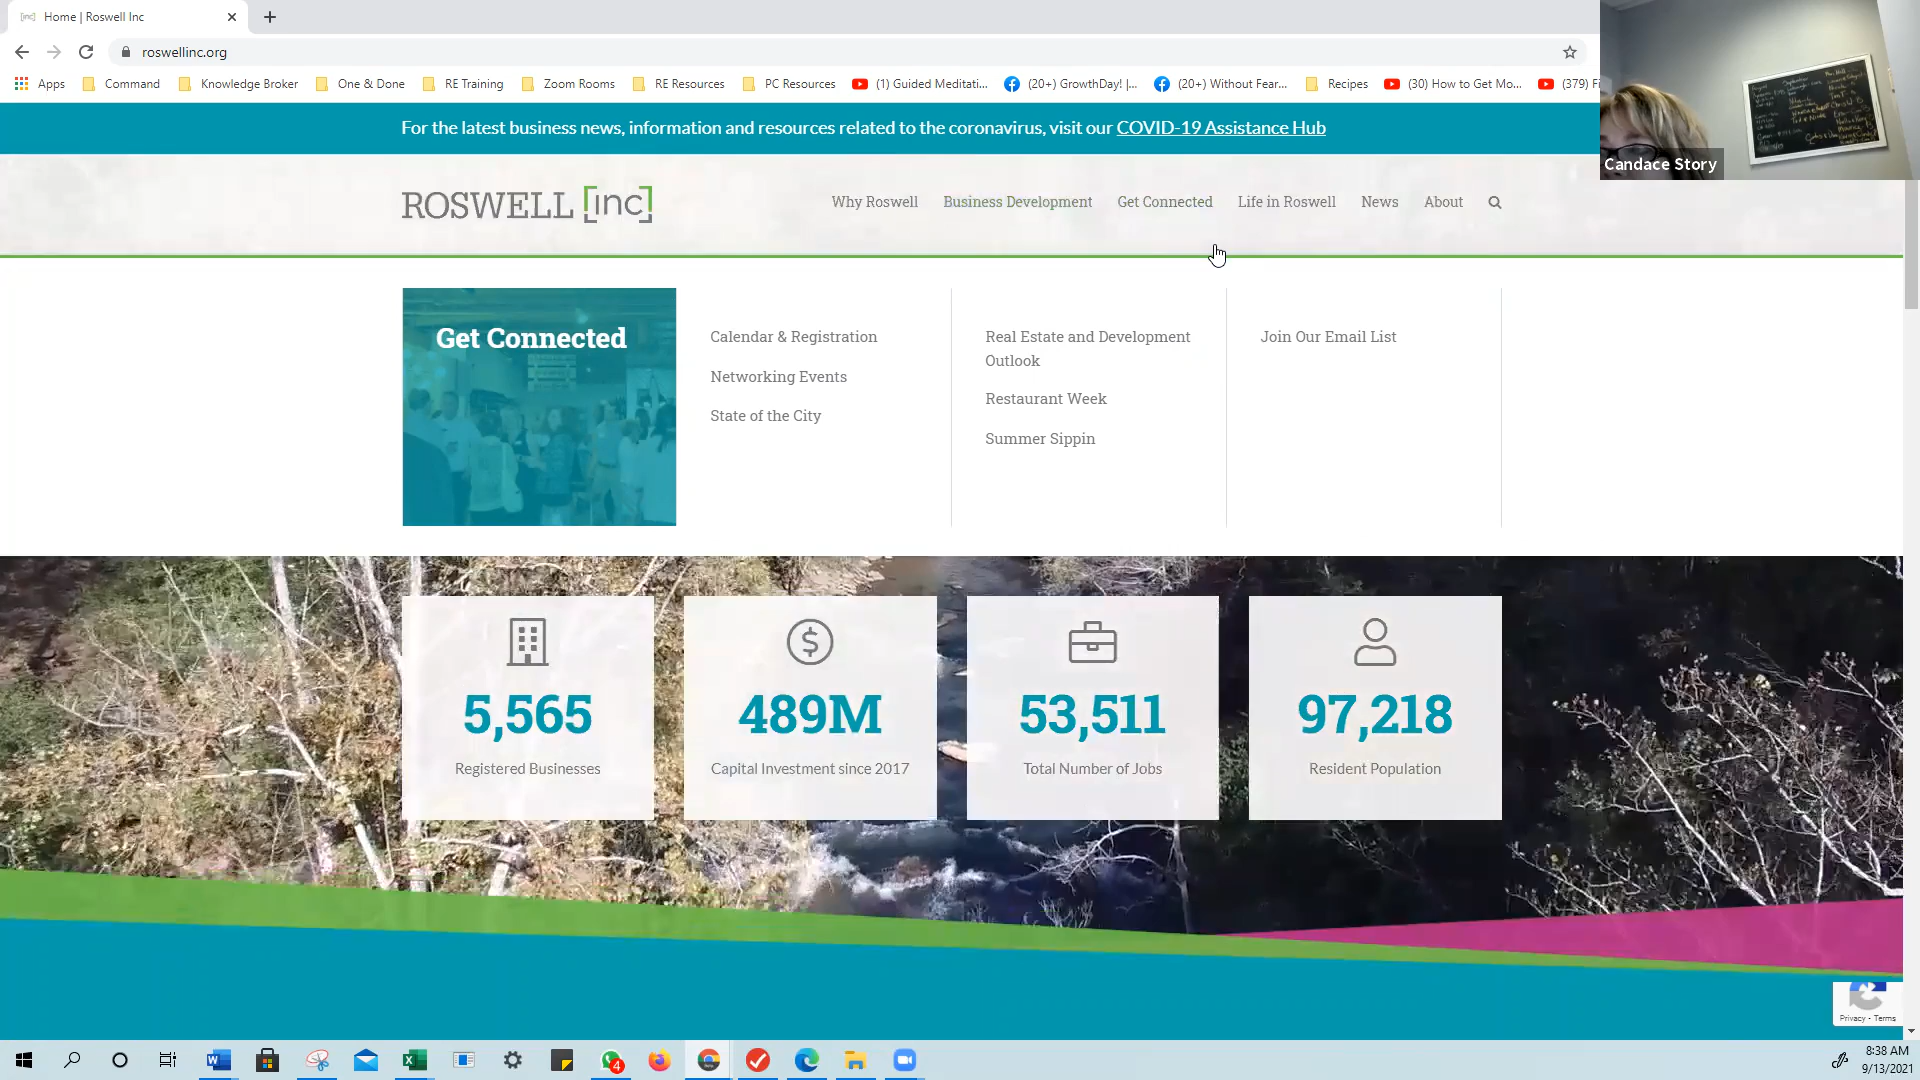 [inc] Home | Roswell Inc
roswellinc.org
Apps Command Knowledge Broker One & Done RE Training Zoom Rooms RE Resources PC Resources (1) Guided Meditati... (20+) GrowthDay! |... (20+) Without Fear... Recipes (30) How to Get Mo... (379) Fi
For the latest business news, information and resources related to the coronavirus, visit our COVID-19 Assistance Hub
Candace Story
ROSWELL [inc]
Why Roswell Business Development Get Connected Life in Roswell News About
Get Connected
Calendar & Registration
Networking Events
State of the City
Real Estate and Development
Outlook
Restaurant Week
Summer Sippin
Join Our Email List
5,565
Registered Businesses
489M
Capital Investment since 2017
53,511
Total Number of Jobs
97,218
Resident Population
Privacy - Terms
4
8:38 AM
9/13/2021